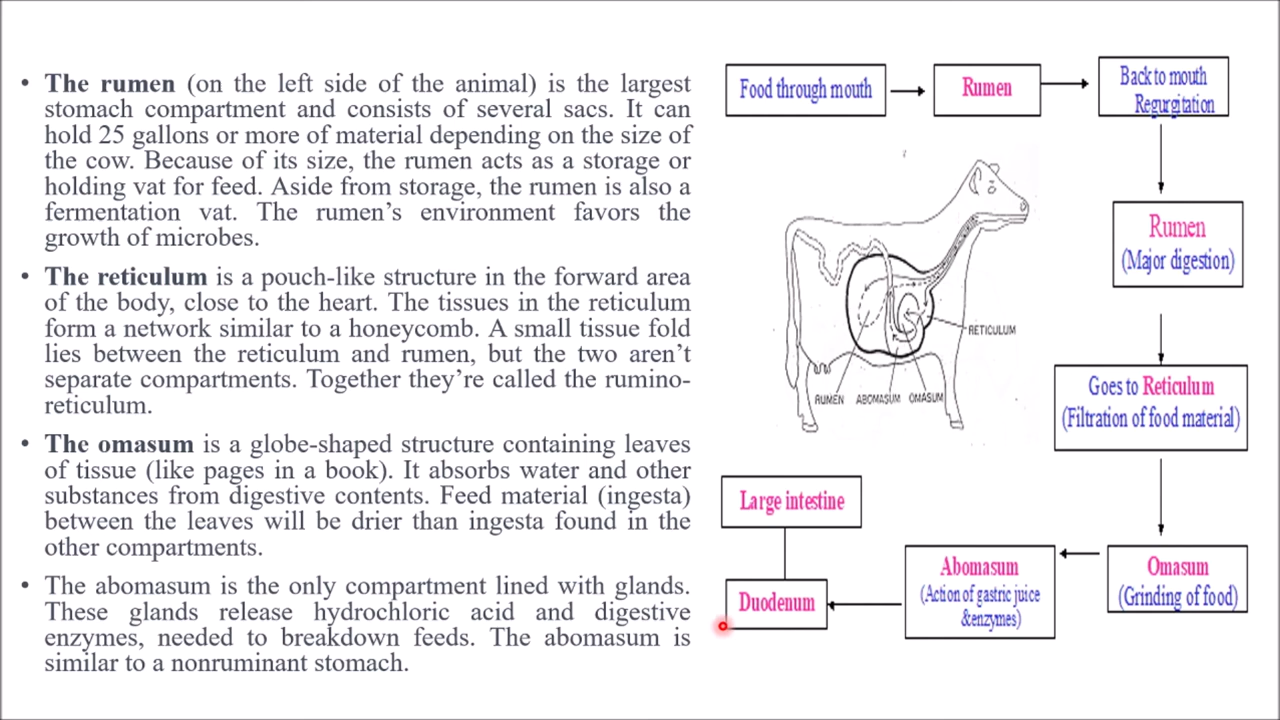 • The rumen (on the left side of the animal) is the largest
stomach compartment and consists of several sacs. It can
hold 25 gallons or more of material depending on the size of
the cow. Because of its size, the rumen acts as a storage or
holding vat for feed. Aside from storage, the rumen is also a
fermentation vat. The rumen’s environment favors the
growth of microbes.
• The reticulum is a pouch-like structure in the forward area
of the body, close to the heart. The tissues in the reticulum
form a network similar to a honeycomb. A small tissue fold
lies between the reticulum and rumen, but the two aren’t
separate compartments. Together they’re called the rumino-
reticulum.
• The omasum is a globe-shaped structure containing leaves
of tissue (like pages in a book). It absorbs water and other
substances from digestive contents. Feed material (ingesta)
between the leaves will be drier than ingesta found in the
other compartments.
• The abomasum is the only compartment lined with glands.
These glands release hydrochloric acid and digestive
enzymes, needed to breakdown feeds. The abomasum is
similar to a nonruminant stomach.
Food through mouth
Rumen
Back to mouth
Regurgitation
Rumen
(Major digestion)
RETICULUM
RUMEN
ABOMASUM
OMASUM
Goes to Reticulum
(Filtration of food material)
Omasum
(Grinding of food)
Abomasum
(Action of gastric juice
&enzymes)
Duodenum
Large intestine